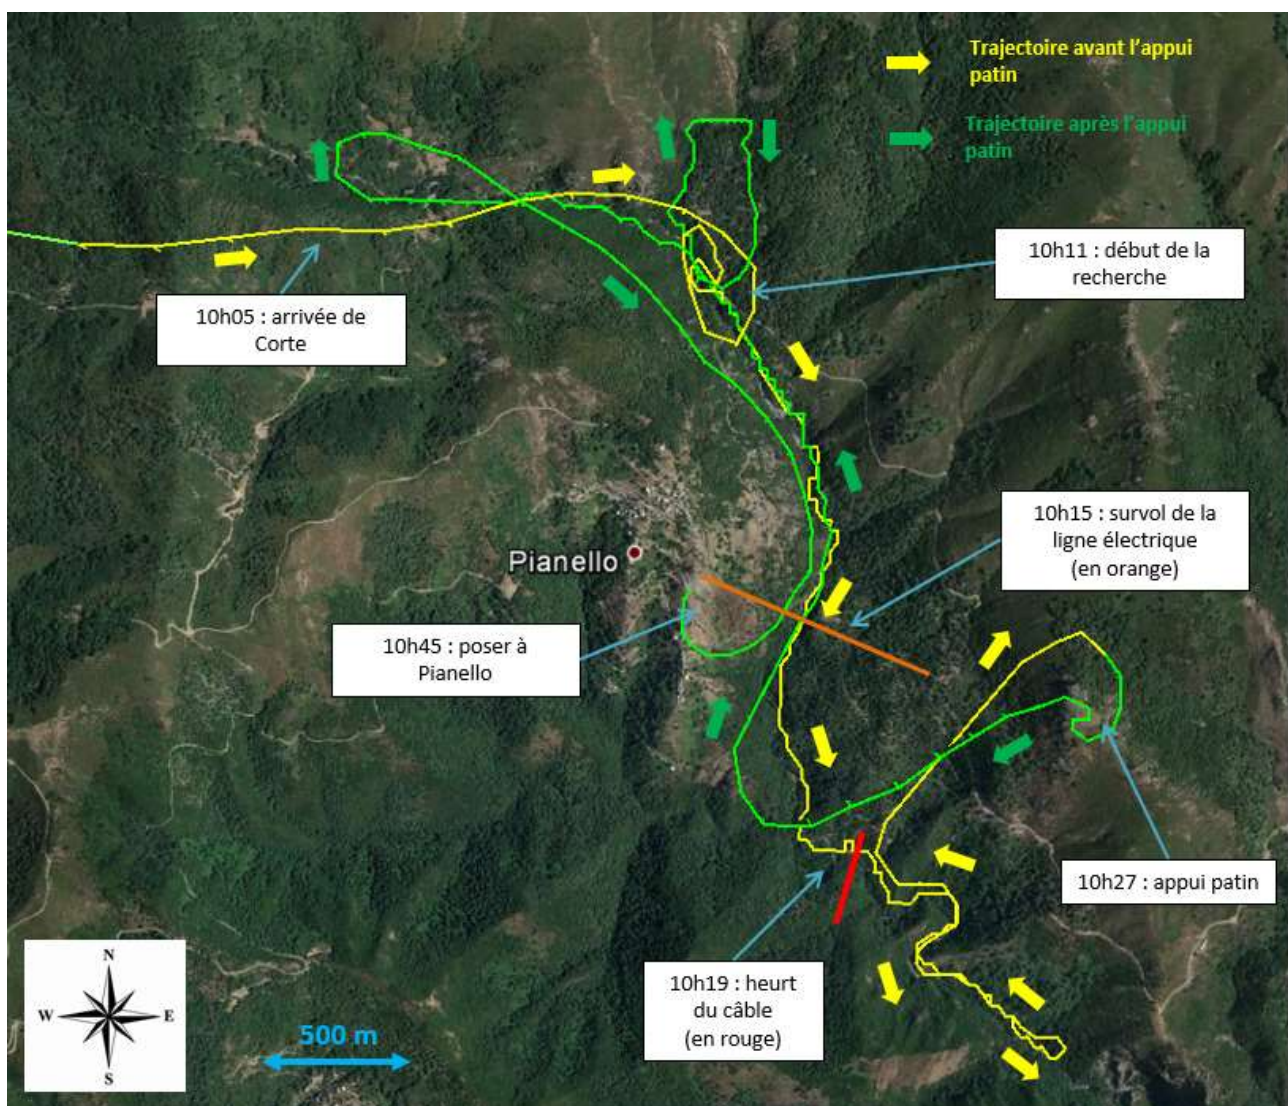 Trajectoire avant l'appui
patin
Trajectoire après l'appui
patin
10h11 : début de la
recherche
10h05 : arrivée de
Corte
10h15 : survol de la
ligne électrique
(en orange)
Pianello
10h45 : poser à
Pianello
10h27 : appui patin
10h19 : heurt
du câble
(en rouge)
N
W
E
S
500 m